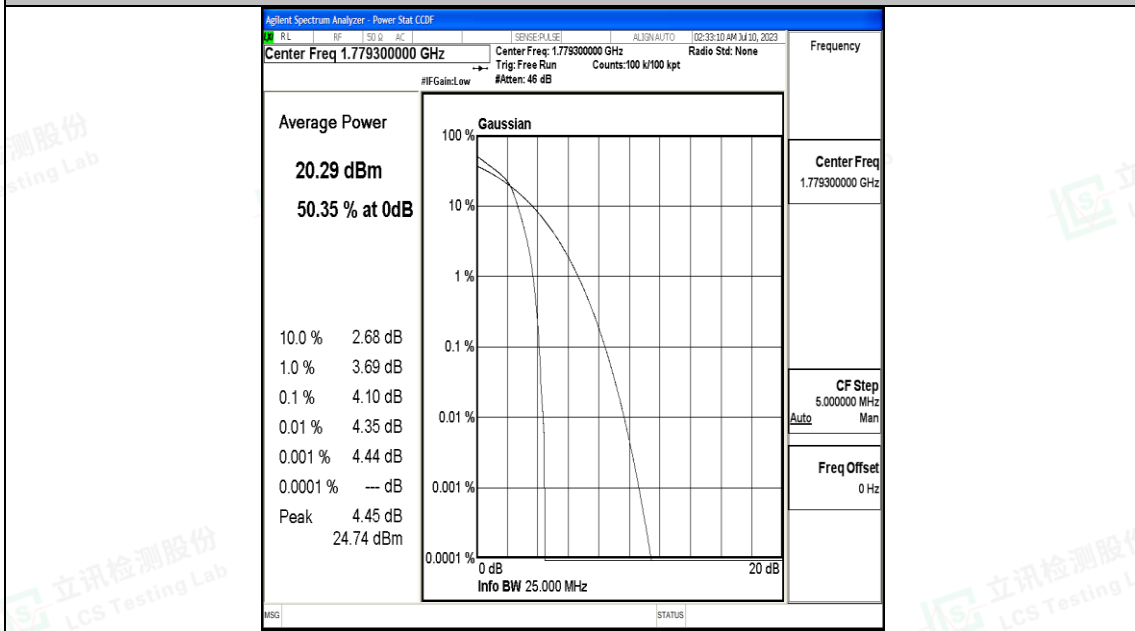 Agilent Spectrum Analyzer - Power Stat CCDF
RL RF 50 Ω AC SENSE:PULSE ALIGN AUTO 02:33:10 AM Jul 10, 2023
Center Freq 1.779300000 GHz
Center Freq: 1.779300000 GHz
Radio Std: None
Trig: Free Run Counts:100 k/100 kpt
#IFGain:Low
#Atten: 46 dB
Frequency
Center Freq
1.779300000 GHz
CF Step
5.000000 MHz
Auto Man
Freq Offset
0 Hz
Average Power
20.29 dBm
50.35 % at 0dB
10.0 % 2.68 dB
1.0 % 3.69 dB
0.1 % 4.10 dB
0.01 % 4.35 dB
0.001 % 4.44 dB
0.0001 % --- dB
Peak 4.45 dB
24.74 dBm
Gaussian
100 %
10 %
1 %
0.1 %
0.01 %
0.001 %
0.0001 %
0 dB 20 dB
Info BW 25.000 MHz
MSG STATUS
立讯检测股份
LCS Testing Lab
立讯检测股份